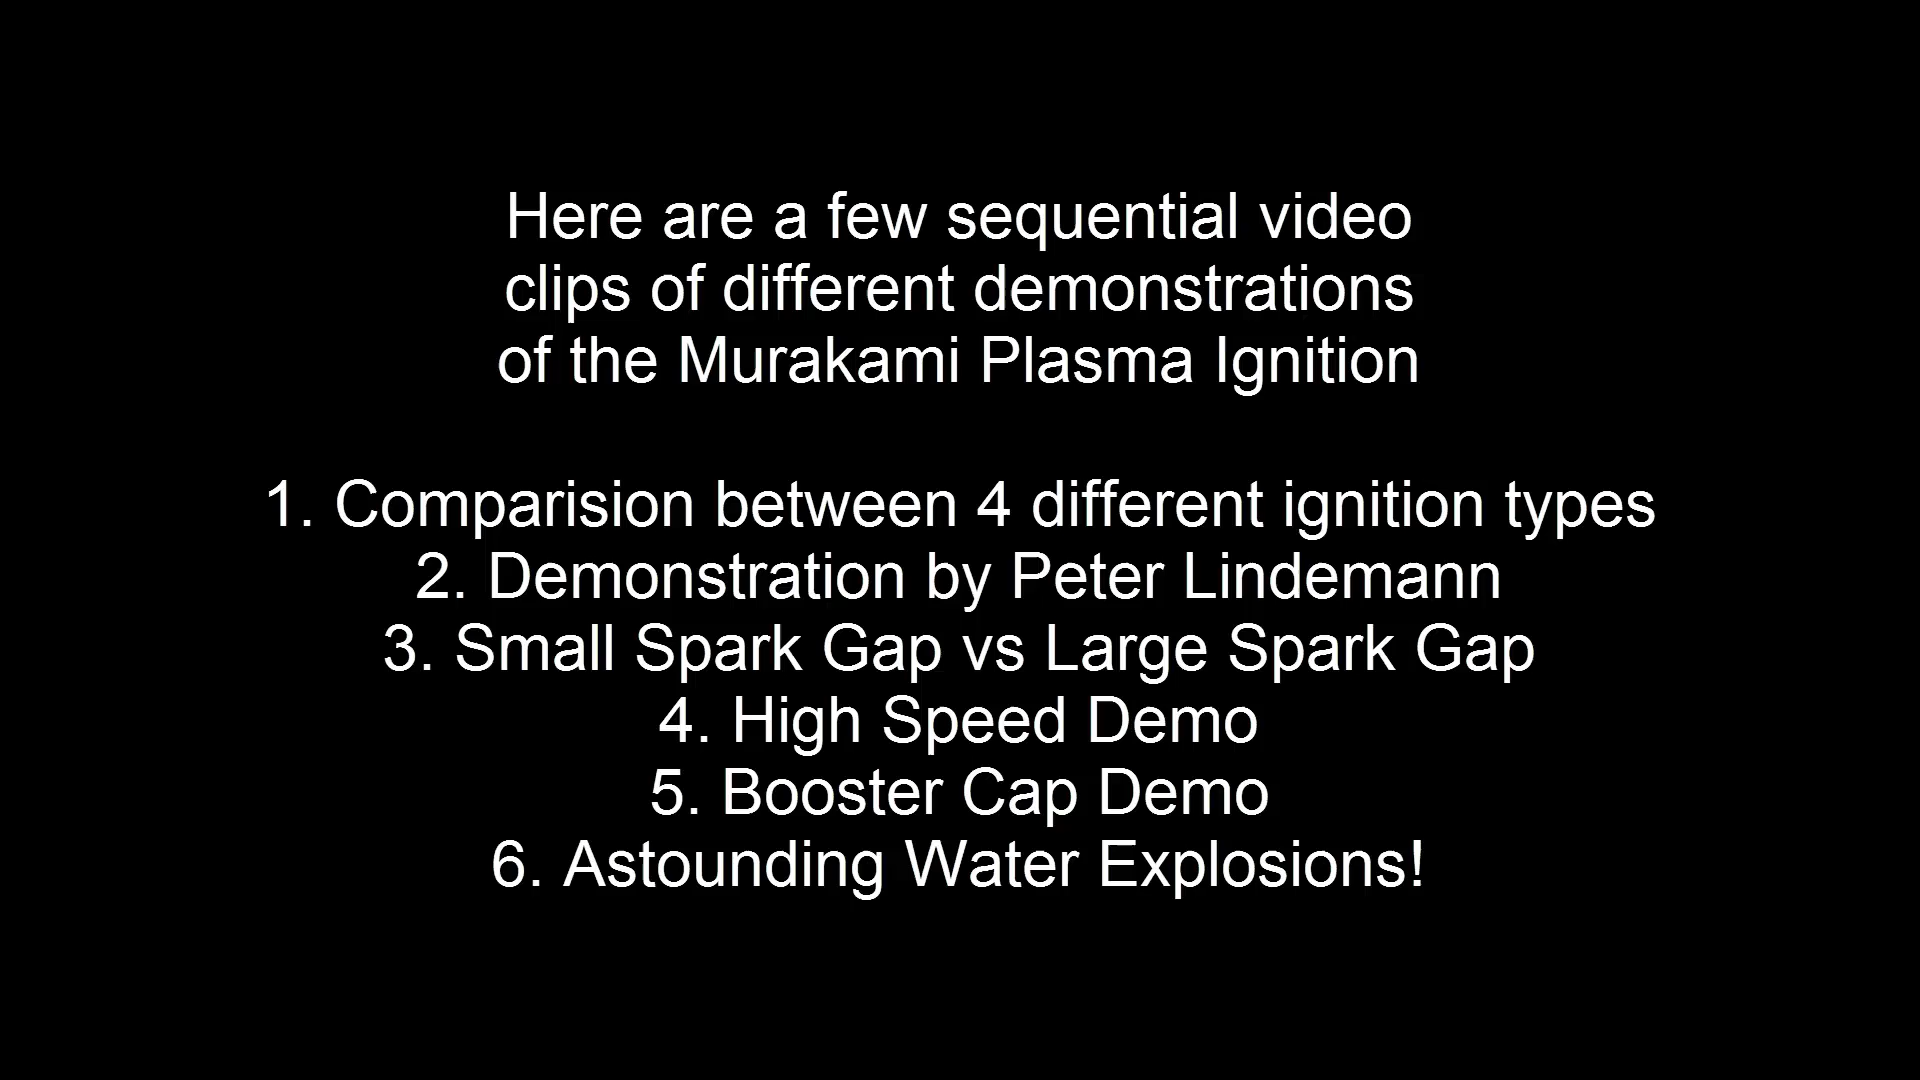 Here are a few sequential video
clips of different demonstrations
of the Murakami Plasma Ignition
1. Comparision between 4 different ignition types
2. Demonstration by Peter Lindemann
3. Small Spark Gap vs Large Spark Gap
4. High Speed Demo
5. Booster Cap Demo
6. Astounding Water Explosions!